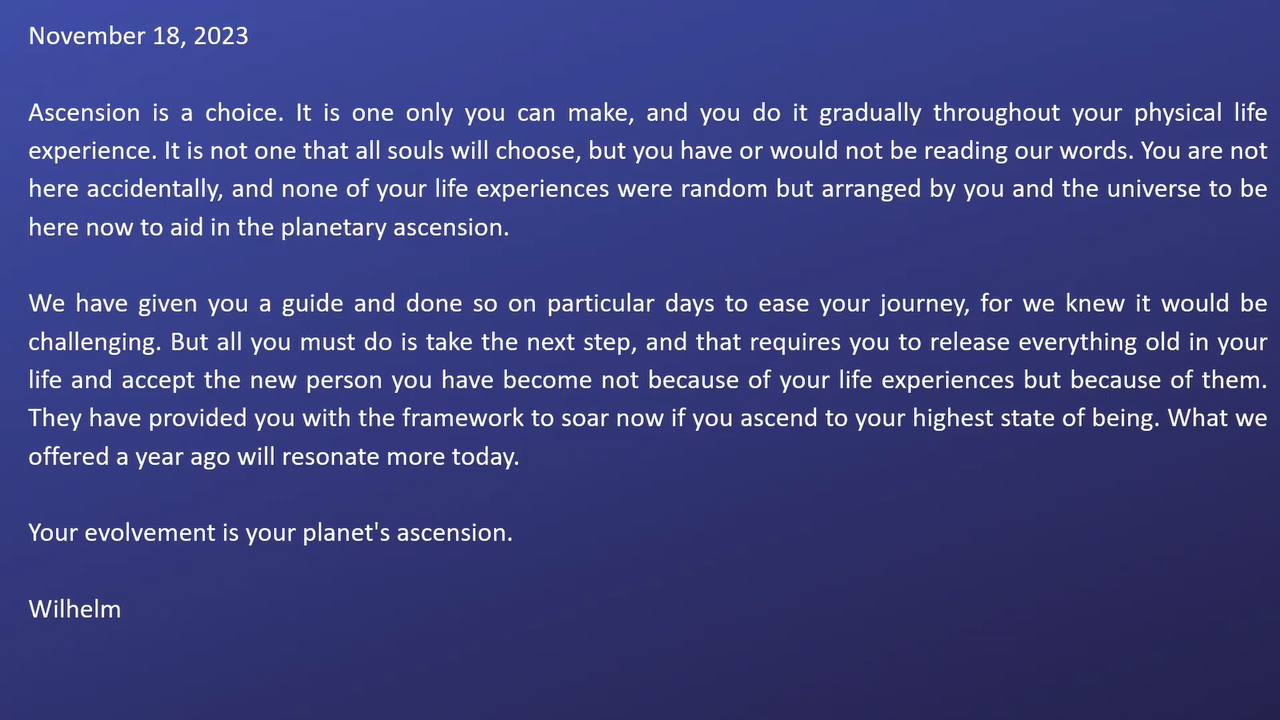 November 18, 2023
Ascension is a choice. It is one only you can make, and you do it gradually throughout your physical life
experience. It is not one that all souls will choose, but you have or would not be reading our words. You are not
here accidentally, and none of your life experiences were random but arranged by you and the universe to be
here now to aid in the planetary ascension.
We have given you a guide and done so on particular days to ease your journey, for we knew it would be
challenging. But all you must do is take the next step, and that requires you to release everything old in your
life and accept the new person you have become not because of your life experiences but because of them.
They have provided you with the framework to soar now if you ascend to your highest state of being. What we
offered a year ago will resonate more today.
Your evolvement is your planet's ascension.
Wilhelm